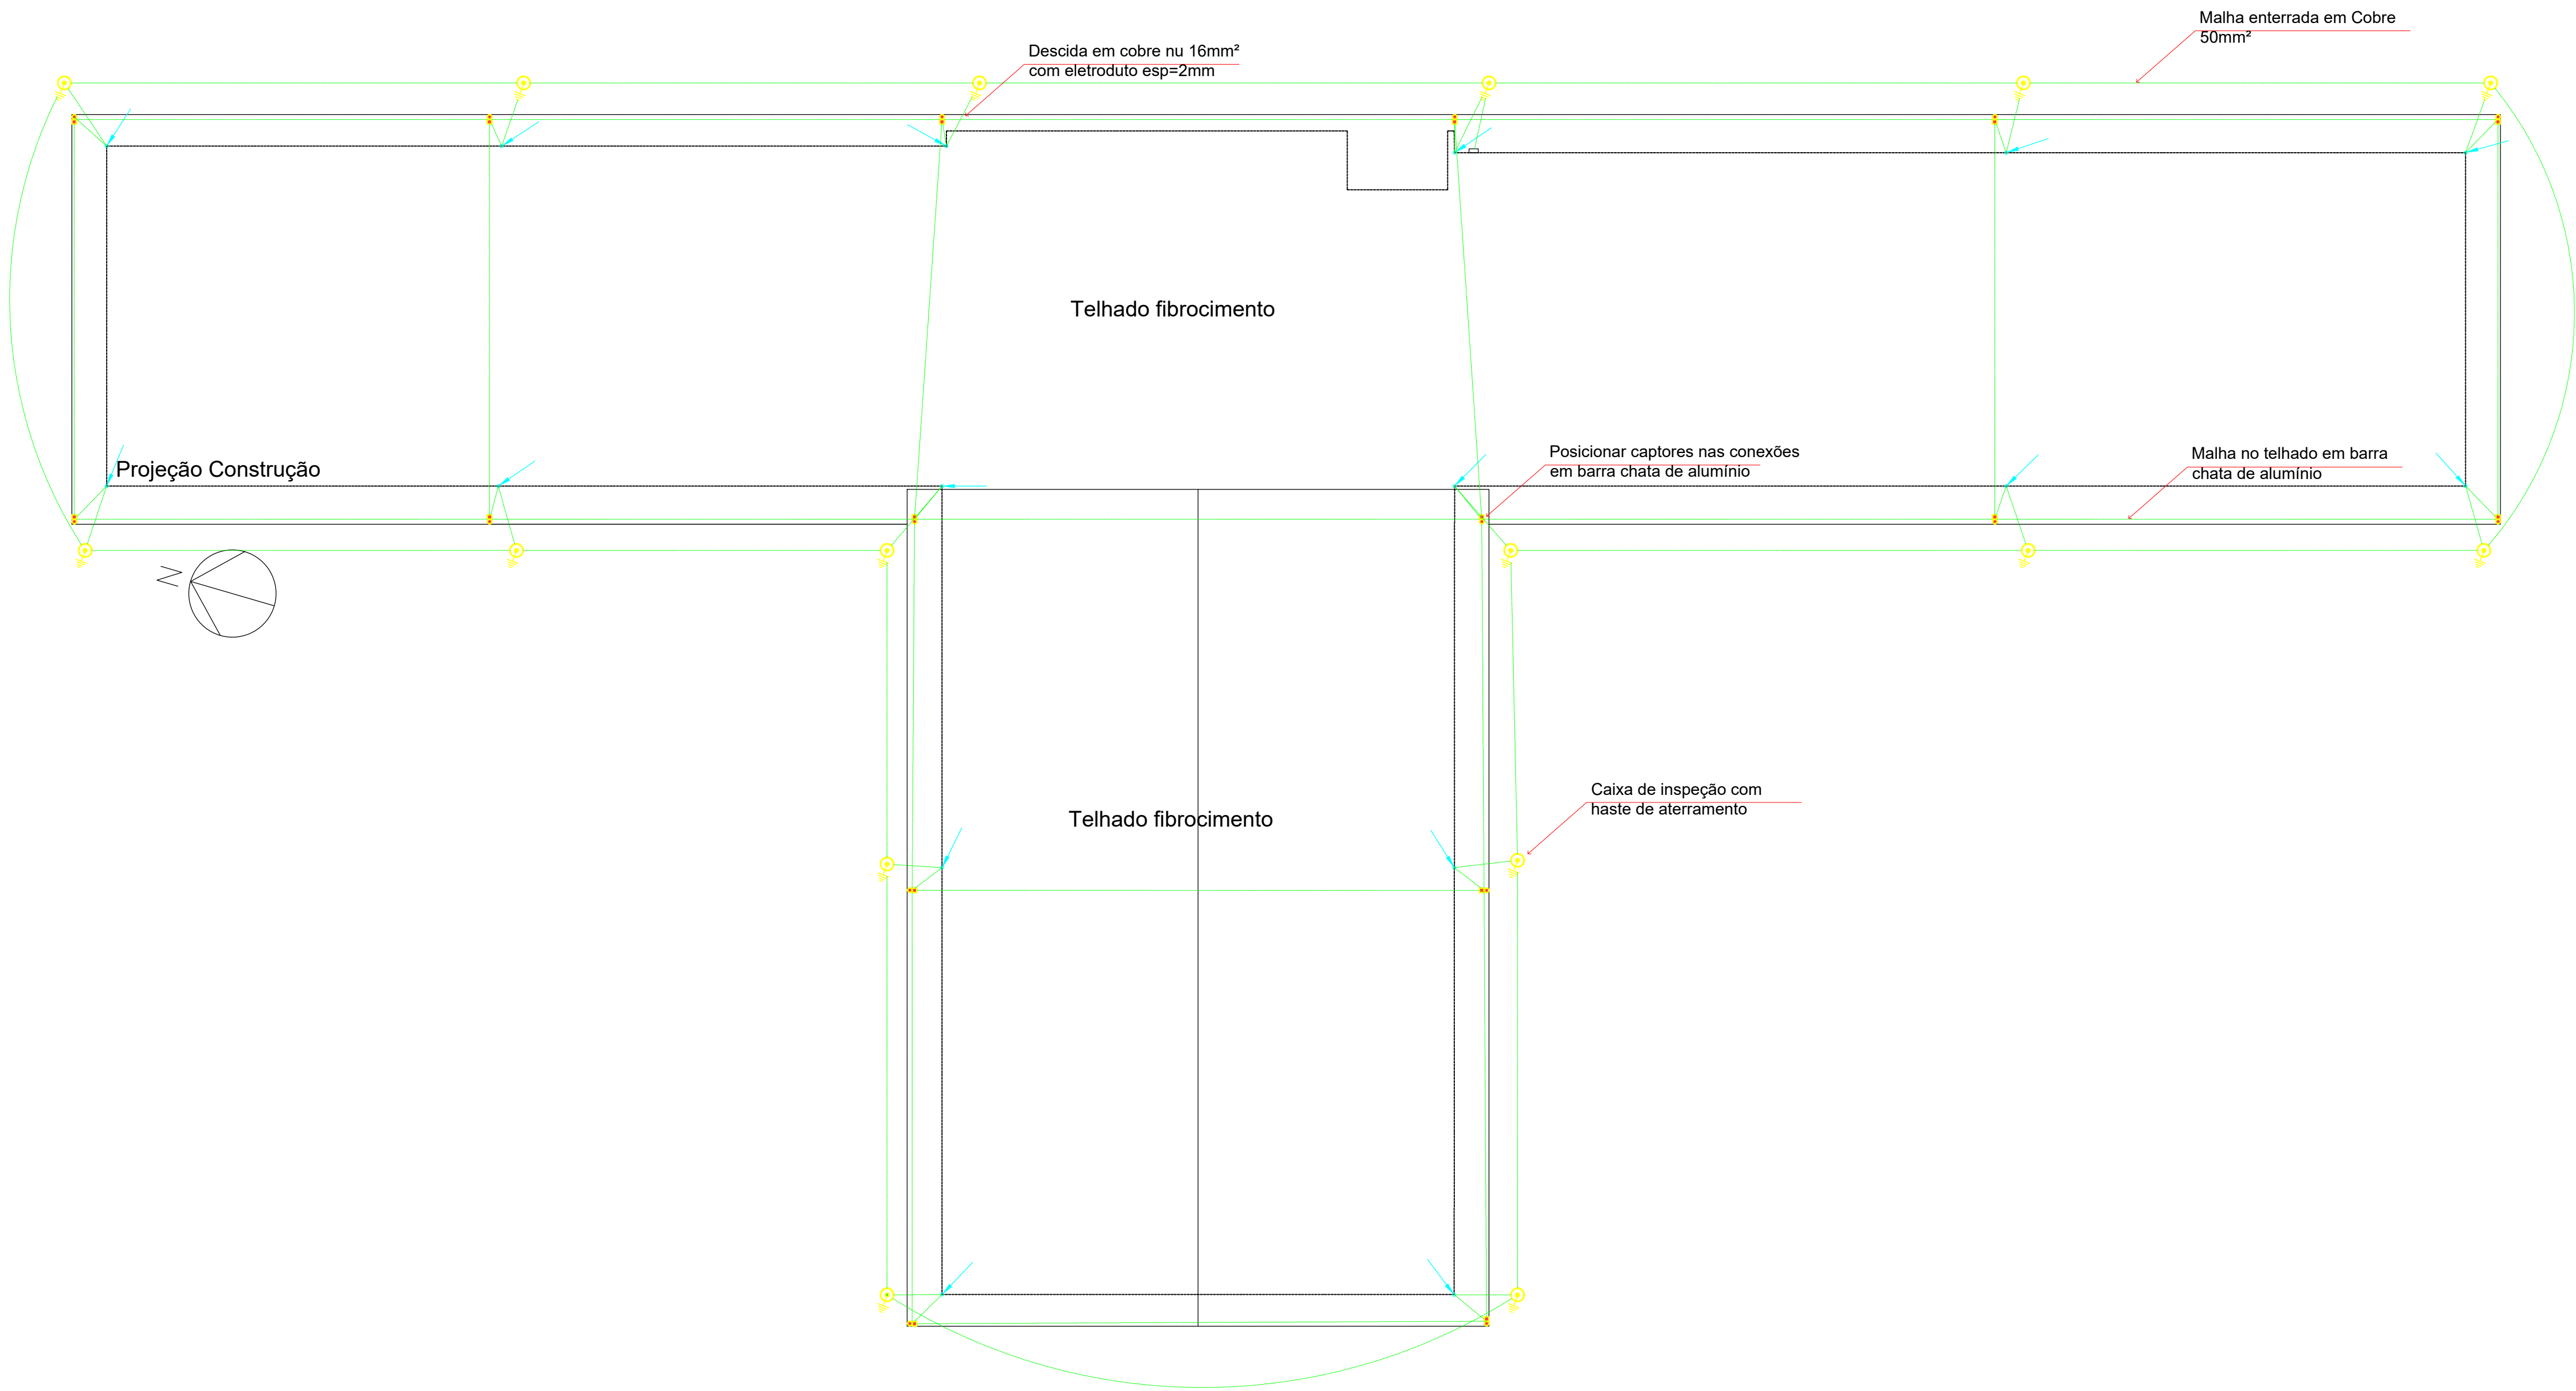 Malha enterrada em Cobre
50mm²
Descida em cobre nu 16mm²
com eletroduto esp=2mm
Telhado fibrocimento
Posicionar captores nas conexões
em barra chata de alumínio
Malha no telhado em barra
chata de alumínio
Projeção Construção
N
Caixa de inspeção com
haste de aterramento
Telhado fibrocimento